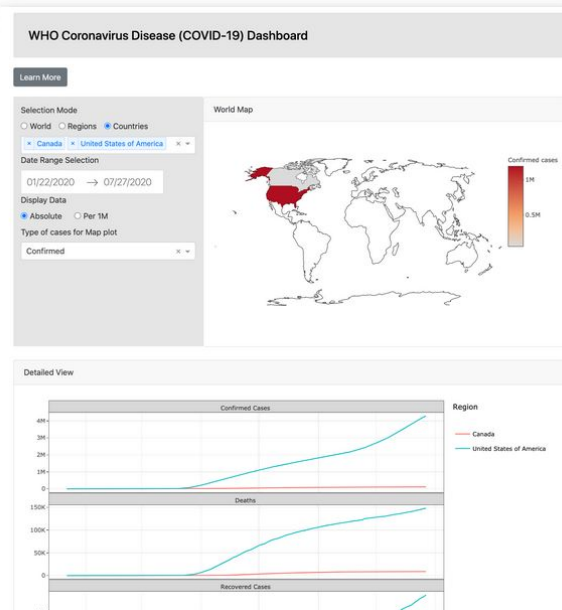 WHO Coronavirus Disease (COVID-19) Dashboard
Learn More
Selection Mode
World Regions Countries
× Canada × United States of America ×
Date Range Selection
01/22/2020 → 07/27/2020
Display Data
Absolute Per 1M
Type of cases for Map plot
Confirmed ×
World Map
Confirmed cases
1M
0.5M
Detailed View
Confirmed Cases
4M
3M
2M
1M
0
Deaths
150K
100K
50K
0
Recovered Cases
Region
Canada
United States of America